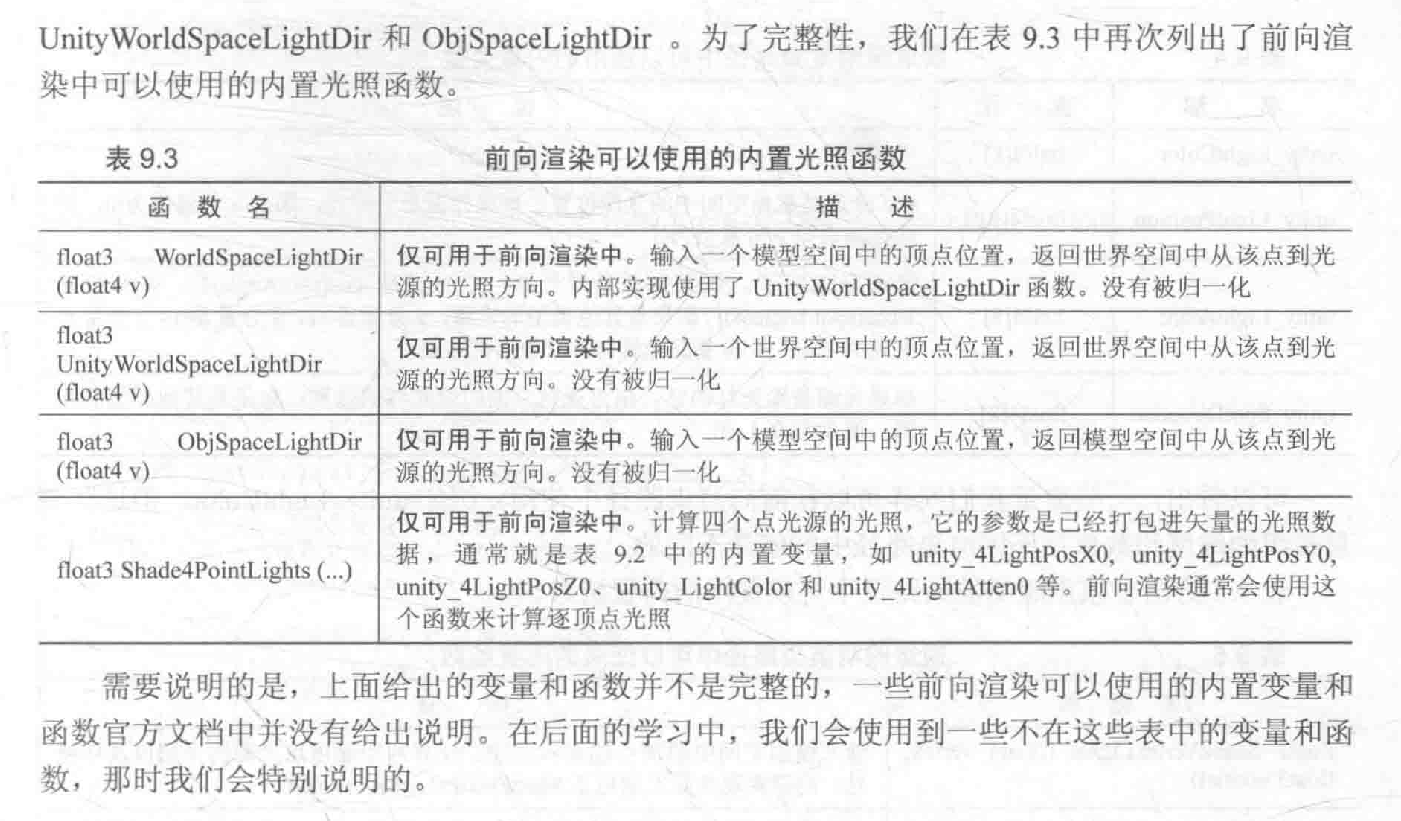 UnityWorldSpaceLightDir 和 ObjSpaceLightDir 。为了完整性，我们在表 9.3 中再次列出了前向渲
染中可以使用的内置光照函数。
表 9.3 前向渲染可以使用的内置光照函数
函 数 名 描 述
float3 WorldSpaceLightDir
(float4 v)
仅可用于前向渲染中。输入一个模型空间中的顶点位置，返回世界空间中从该点到光
源的光照方向。内部实现使用了 UnityWorldSpaceLightDir 函数。没有被归一化
float3
UnityWorldSpaceLightDir
(float4 v)
仅可用于前向渲染中。输入一个世界空间中的顶点位置，返回世界空间中从该点到光
源的光照方向。没有被归一化
float3 ObjSpaceLightDir
(float4 v)
仅可用于前向渲染中。输入一个模型空间中的顶点位置，返回模型空间中从该点到光
源的光照方向。没有被归一化
float3 Shade4PointLights (...)
仅可用于前向渲染中。计算四个点光源的光照，它的参数是已经打包进矢量的光照数
据，通常就是表 9.2 中的内置变量，如 unity_4LightPosX0, unity_4LightPosY0,
unity_4LightPosZ0、unity_LightColor 和 unity_4LightAtten0 等。前向渲染通常会使用这
个函数来计算逐顶点光照
需要说明的是，上面给出的变量和函数并不是完整的，一些前向渲染可以使用的内置变量和
函数官方文档中并没有给出说明。在后面的学习中，我们会使用到一些不在这些表中的变量和函
数，那时我们会特别说明的。